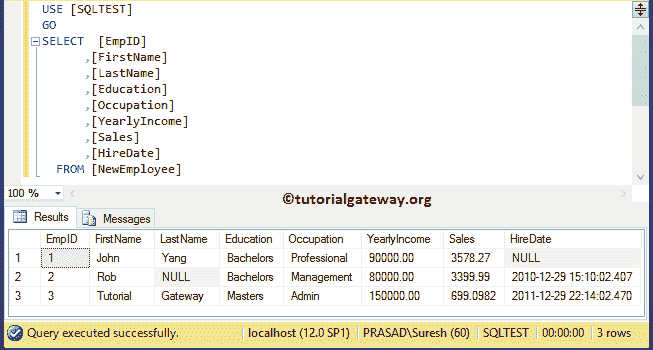 USE [SQLTEST]
GO
SELECT [EmpID]
,[FirstName]
,[LastName]
,[Education]
,[Occupation]
,[YearlyIncome]
,[Sales]
,[HireDate]
FROM [NewEmployee]
100 %
©tutorialgateway.org
Results Messages
EmpID FirstName LastName Education Occupation YearlyIncome Sales HireDate
1 1 John Yang Bachelors Professional 90000.00 3578.27 NULL
2 2 Rob NULL Bachelors Management 80000.00 3399.99 2010-12-29 15:10:02.407
3 3 Tutorial Gateway Masters Admin 150000.00 699.0982 2011-12-29 22:14:02.470
Query executed successfully. localhost (12.0 SP1) PRASAD\Suresh (60) SQLTEST 00:00:00 3 rows